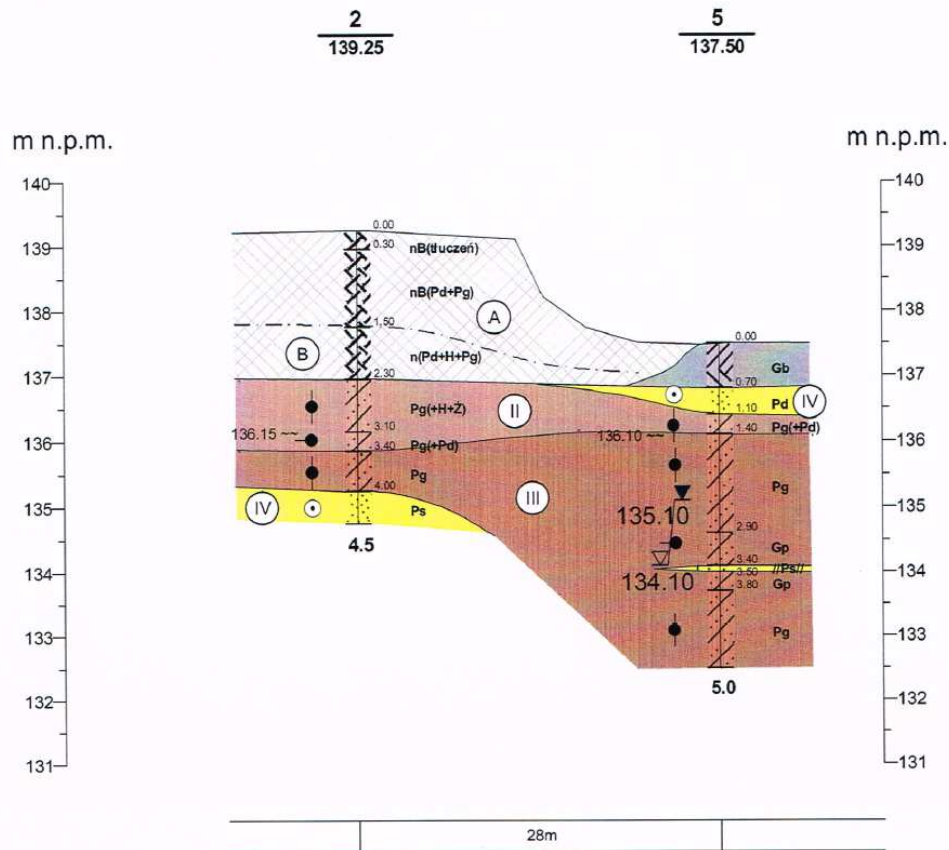 2 5
139.25 137.50
m n.p.m. m n.p.m.
140 140
0.00
139 0.30 nB(tłuczeń) 139
nB(Pd+Pg)
138 A 138
1,50 0.00
B n(Pd+H+Pg) Gb
137 2.30 0.70 137
Pd IV
II 1.10
Pg(+H+Ż) 1.40 Pg(+Pd)
136 136.15 ~~ 3.10 136.10 ~~ 136
3.40 Pg(+Pd)
Pg Pg
4.00 III
135 IV Ps 135.10 135
4.5 2.90
Gp
3.40
134 3.50 //Ps// 134
134.10 3.80 Gp
133 Pg 133
5.0
132 132
131 131
28m